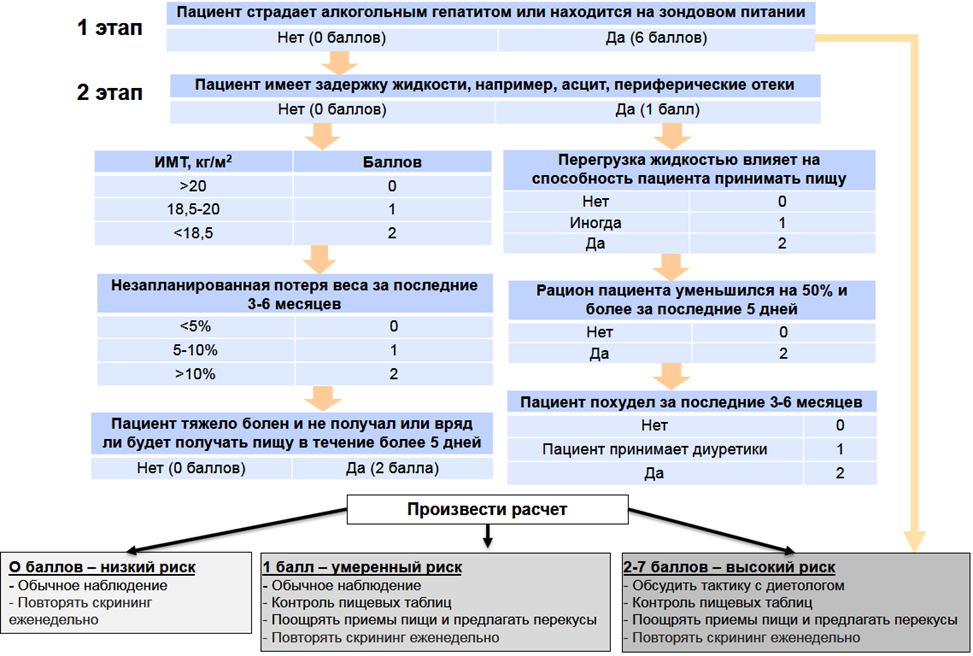 1 этап
Пациент страдает алкогольным гепатитом или находится на зондовом питании
Нет (0 баллов) Да (6 баллов)
2 этап
Пациент имеет задержку жидкости, например, асцит, периферические отеки
Нет (0 баллов) Да (1 балл)
ИМТ, кг/м² Баллов
>20 0
18,5-20 1
<18,5 2
Незапланированная потеря веса за последние
3-6 месяцев
<5% 0
5-10% 1
>10% 2
Пациент тяжело болен и не получал или вряд
ли будет получать пищу в течение более 5 дней
Нет (0 баллов) Да (2 балла)
Перегрузка жидкостью влияет на
способность пациента принимать пищу
Нет 0
Иногда 1
Да 2
Рацион пациента уменьшился на 50% и
более за последние 5 дней
Нет 0
Да 2
Пациент похудел за последние 3-6 месяцев
Нет 0
Пациент принимает диуретики 1
Да 2
Произвести расчет
О баллов – низкий риск
- Обычное наблюдение
- Повторять скрининг
еженедельно
1 балл – умеренный риск
- Обычное наблюдение
- Контроль пищевых таблиц
- Поощрять приемы пищи и предлагать перекусы
- Повторять скрининг еженедельно
2-7 баллов – высокий риск
- Обсудить тактику с диетологом
- Контроль пищевых таблиц
- Поощрять приемы пищи и предлагать перекусы
- Повторять скрининг еженедельно